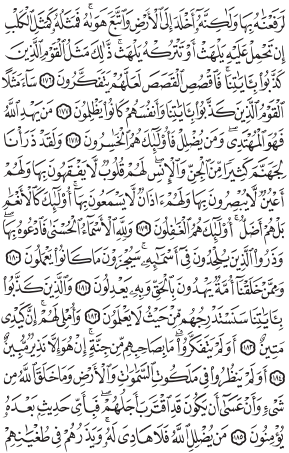 لَرَفَعْنَٰهُ بِهَا وَلَٰكِنَّهُۥٓ أَخْلَدَ إِلَى ٱلْأَرْضِ وَٱتَّبَعَ هَوَىٰهُ ۚ فَمَثَلُهُۥ كَمَثَلِ ٱلْكَلْبِ
إِن تَحْمِلْ عَلَيْهِ يَلْهَثْ أَوْ تَتْرُكْهُ يَلْهَث ۚ ذَّٰلِكَ مَثَلُ ٱلْقَوْمِ ٱلَّذِينَ
كَذَّبُوا۟ بِـَٔايَٰتِنَا ۚ فَٱقْصُصِ ٱلْقَصَصَ لَعَلَّهُمْ يَتَفَكَّرُونَ ١٧٦ سَآءَ مَثَلًا
ٱلْقَوْمُ ٱلَّذِينَ كَذَّبُوا۟ بِـَٔايَٰتِنَا وَأَنفُسَهُمْ كَانُوا۟ يَظْلِمُونَ ١٧٧ مَن يَهْدِ ٱللَّهُ
فَهُوَ ٱلْمُهْتَدِى ۖ وَمَن يُضْلِلْ فَأُو۟لَٰٓئِكَ هُمُ ٱلْخَٰسِرُونَ ١٧٨ وَلَقَدْ ذَرَأْنَا
لِجَهَنَّمَ كَثِيرًا مِّنَ ٱلْجِنِّ وَٱلْإِنسِ ۖ لَهُمْ قُلُوبٌ لَّا يَفْقَهُونَ بِهَا وَلَهُمْ
أَعْيُنٌ لَّا يُبْصِرُونَ بِهَا وَلَهُمْ ءَاذَانٌ لَّا يَسْمَعُونَ بِهَآ ۚ أُو۟لَٰٓئِكَ كَٱلْأَنْعَٰمِ
بَلْ هُمْ أَضَلُّ ۚ أُو۟لَٰٓئِكَ هُمُ ٱلْغَٰفِلُونَ ١٧٩ وَلِلَّهِ ٱلْأَسْمَآءُ ٱلْحُسْنَىٰ فَٱدْعُوهُ بِهَا ۖ
وَذَرُوا۟ ٱلَّذِينَ يُلْحِدُونَ فِىٓ أَسْمَٰٓئِهِۦ ۚ سَيُجْزَوْنَ مَا كَانُوا۟ يَعْمَلُونَ ١٨٠
وَمِمَّنْ خَلَقْنَآ أُمَّةٌ يَهْدُونَ بِٱلْحَقِّ وَبِهِۦ يَعْدِلُونَ ١٨١ وَٱلَّذِينَ كَذَّبُوا۟
بِـَٔايَٰتِنَا سَنَسْتَدْرِجُهُم مِّنْ حَيْثُ لَا يَعْلَمُونَ ١٨٢ وَأُمْلِى لَهُمْ ۚ إِنَّ كَيْدِى
مَتِينٌ ١٨٣ أَوَلَمْ يَتَفَكَّرُوا۟ ۗ مَا بِصَاحِبِهِم مِّن جِنَّةٍ ۚ إِنْ هُوَ إِلَّا نَذِيرٌ مُّبِينٌ
١٨٤ أَوَلَمْ يَنظُرُوا۟ فِى مَلَكُوتِ ٱلسَّمَٰوَٰتِ وَٱلْأَرْضِ وَمَا خَلَقَ ٱللَّهُ مِن
شَىْءٍ وَأَنْ عَسَىٰٓ أَن يَكُونَ قَدِ ٱقْتَرَبَ أَجَلُهُمْ ۖ فَبِأَىِّ حَدِيثٍۭ بَعْدَهُۥ
يُؤْمِنُونَ ١٨٥ مَن يُضْلِلِ ٱللَّهُ فَلَا هَادِىَ لَهُۥ ۚ وَيَذَرُهُمْ فِى طُغْيَٰنِهِمْ